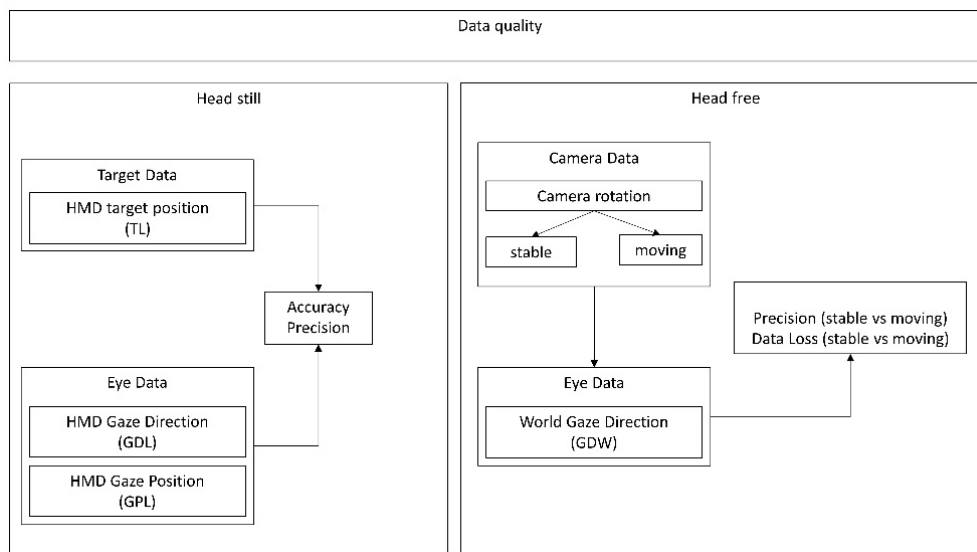 Data quality
Head still
Target Data
HMD target position
(TL)
Accuracy
Precision
Eye Data
HMD Gaze Direction
(GDL)
HMD Gaze Position
(GPL)
Head free
Camera Data
Camera rotation
stable
moving
Eye Data
World Gaze Direction
(GDW)
Precision (stable vs moving)
Data Loss (stable vs moving)